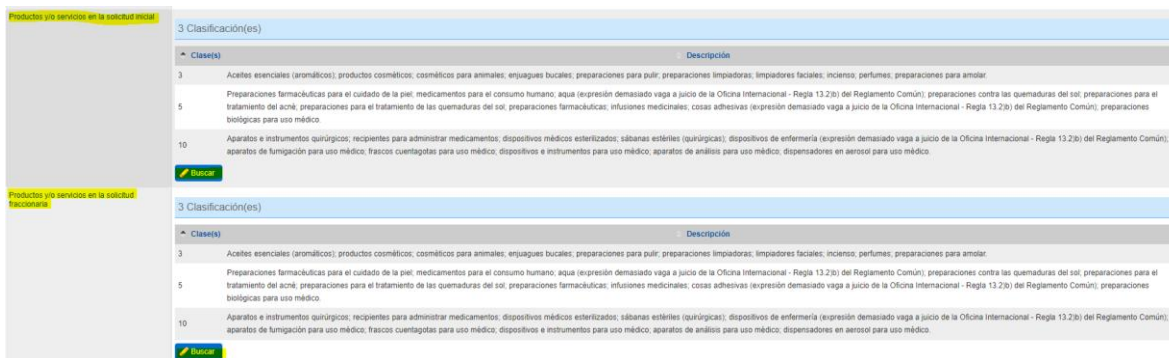 Productos y/o servicios en la solicitud inicial
3 Clasificación(es)
Clase(s) Descripción
3 Aceites esenciales (aromáticos); productos cosméticos; cosméticos para animales; enjuagues bucales; preparaciones para pulir; preparaciones limpiadoras; limpiadores faciales; incienso; perfumes; preparaciones para amolar.
Preparaciones farmacéuticas para el cuidado de la piel; medicamentos para el consumo humano; aqua (expresión demasiado vaga a juicio de la Oficina Internacional - Regla 13.2)b) del Reglamento Común); preparaciones contra las quemaduras del sol; preparaciones para el
5 tratamiento del acné; preparaciones para el tratamiento de las quemaduras del sol; preparaciones farmacéuticas; infusiones medicinales; cosas adhesivas (expresión demasiado vaga a juicio de la Oficina Internacional - Regla 13.2)b) del Reglamento Común); preparaciones
biológicas para uso médico.
10 Aparatos e instrumentos quirúrgicos; recipientes para administrar medicamentos; dispositivos médicos esterilizados; sábanas estériles (quirúrgicas); dispositivos de enfermería (expresión demasiado vaga a juicio de la Oficina Internacional - Regla 13.2)b) del Reglamento Común);
aparatos de fumigación para uso médico; frascos cuentagotas para uso médico; dispositivos e instrumentos para uso médico; aparatos de análisis para uso médico; dispensadores en aerosol para uso médico.
Buscar
Productos y/o servicios en la solicitud
fraccionaria
3 Clasificación(es)
Clase(s) Descripción
3 Aceites esenciales (aromáticos); productos cosméticos; cosméticos para animales; enjuagues bucales; preparaciones para pulir; preparaciones limpiadoras; limpiadores faciales; incienso; perfumes; preparaciones para amolar.
Preparaciones farmacéuticas para el cuidado de la piel; medicamentos para el consumo humano; aqua (expresión demasiado vaga a juicio de la Oficina Internacional - Regla 13.2)b) del Reglamento Común); preparaciones contra las quemaduras del sol; preparaciones para el
5 tratamiento del acné; preparaciones para el tratamiento de las quemaduras del sol; preparaciones farmacéuticas; infusiones medicinales; cosas adhesivas (expresión demasiado vaga a juicio de la Oficina Internacional - Regla 13.2)b) del Reglamento Común); preparaciones
biológicas para uso médico.
10 Aparatos e instrumentos quirúrgicos; recipientes para administrar medicamentos; dispositivos médicos esterilizados; sábanas estériles (quirúrgicas); dispositivos de enfermería (expresión demasiado vaga a juicio de la Oficina Internacional - Regla 13.2)b) del Reglamento Común);
aparatos de fumigación para uso médico; frascos cuentagotas para uso médico; dispositivos e instrumentos para uso médico; aparatos de análisis para uso médico; dispensadores en aerosol para uso médico.
Buscar